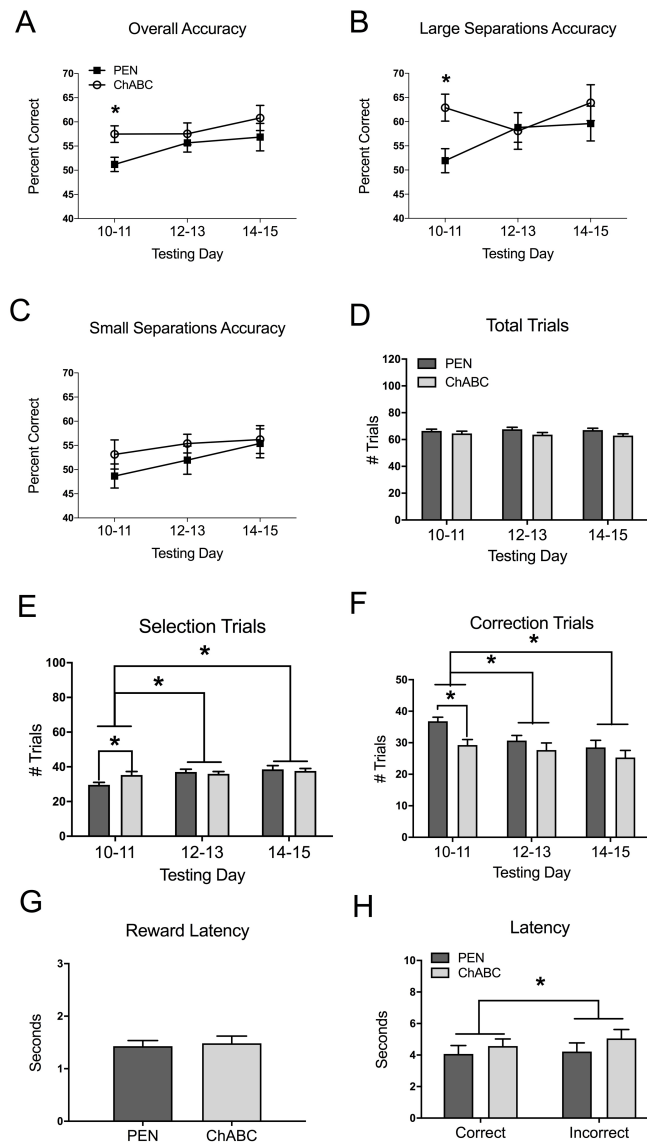 A
Overall Accuracy
PEN
ChABC
*
Percent Correct
70
65
60
55
50
45
40
10-11 12-13 14-15
Testing Day
B
Large Separations Accuracy
*
Percent Correct
70
65
60
55
50
45
40
10-11 12-13 14-15
Testing Day
C
Small Separations Accuracy
Percent Correct
70
65
60
55
50
45
40
10-11 12-13 14-15
Testing Day
D
Total Trials
PEN
ChABC
# Trials
120
100
80
60
40
20
0
10-11 12-13 14-15
Testing Day
E
Selection Trials
*
*
*
# Trials
100
80
60
40
20
0
10-11 12-13 14-15
Testing Day
F
Correction Trials
*
*
*
# Trials
50
40
30
20
10
0
10-11 12-13 14-15
Testing Day
G
Reward Latency
Seconds
3
2
1
0
PEN ChABC
H
Latency
PEN
ChABC
*
Seconds
10
8
6
4
2
0
Correct Incorrect